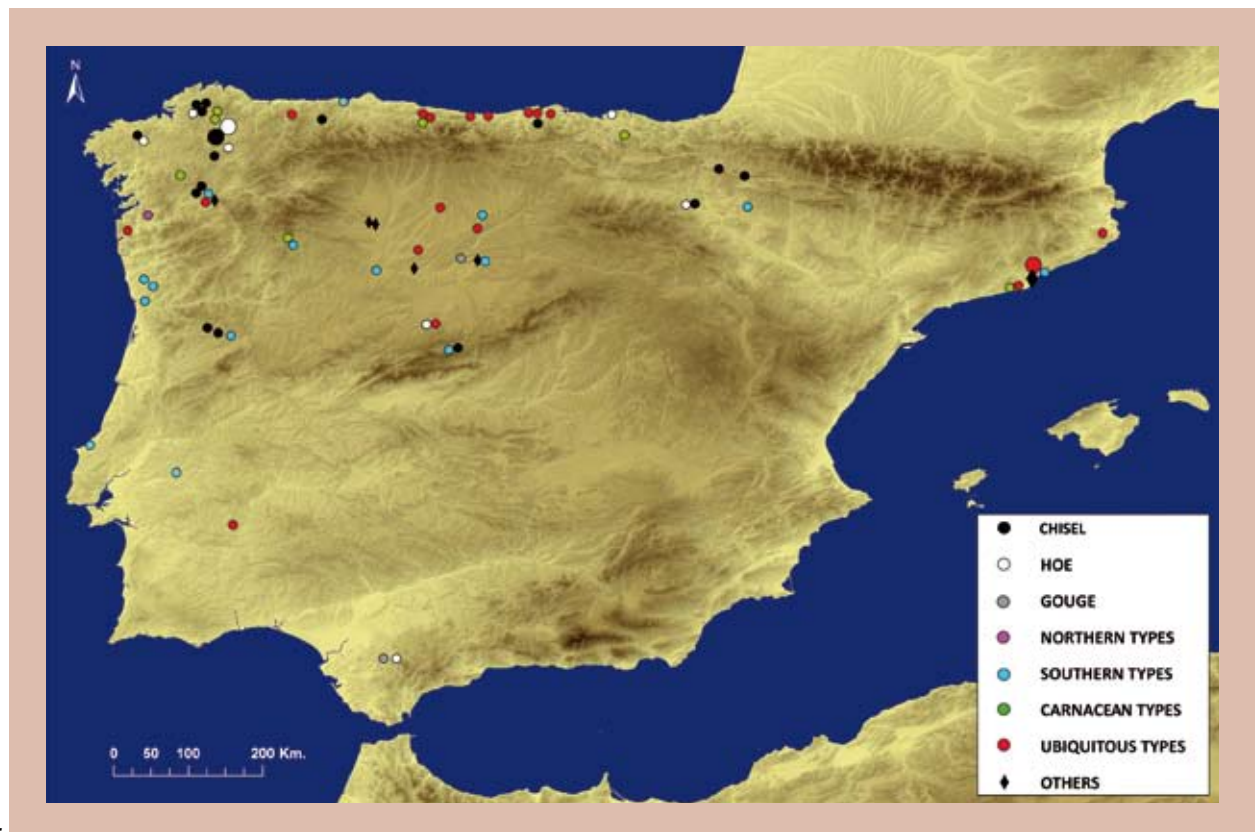 N
0 50 100 200 Km.
CHISEL
HOE
GOUGE
NORTHERN TYPES
SOUTHERN TYPES
CARNACEAN TYPES
UBIQUITOUS TYPES
OTHERS